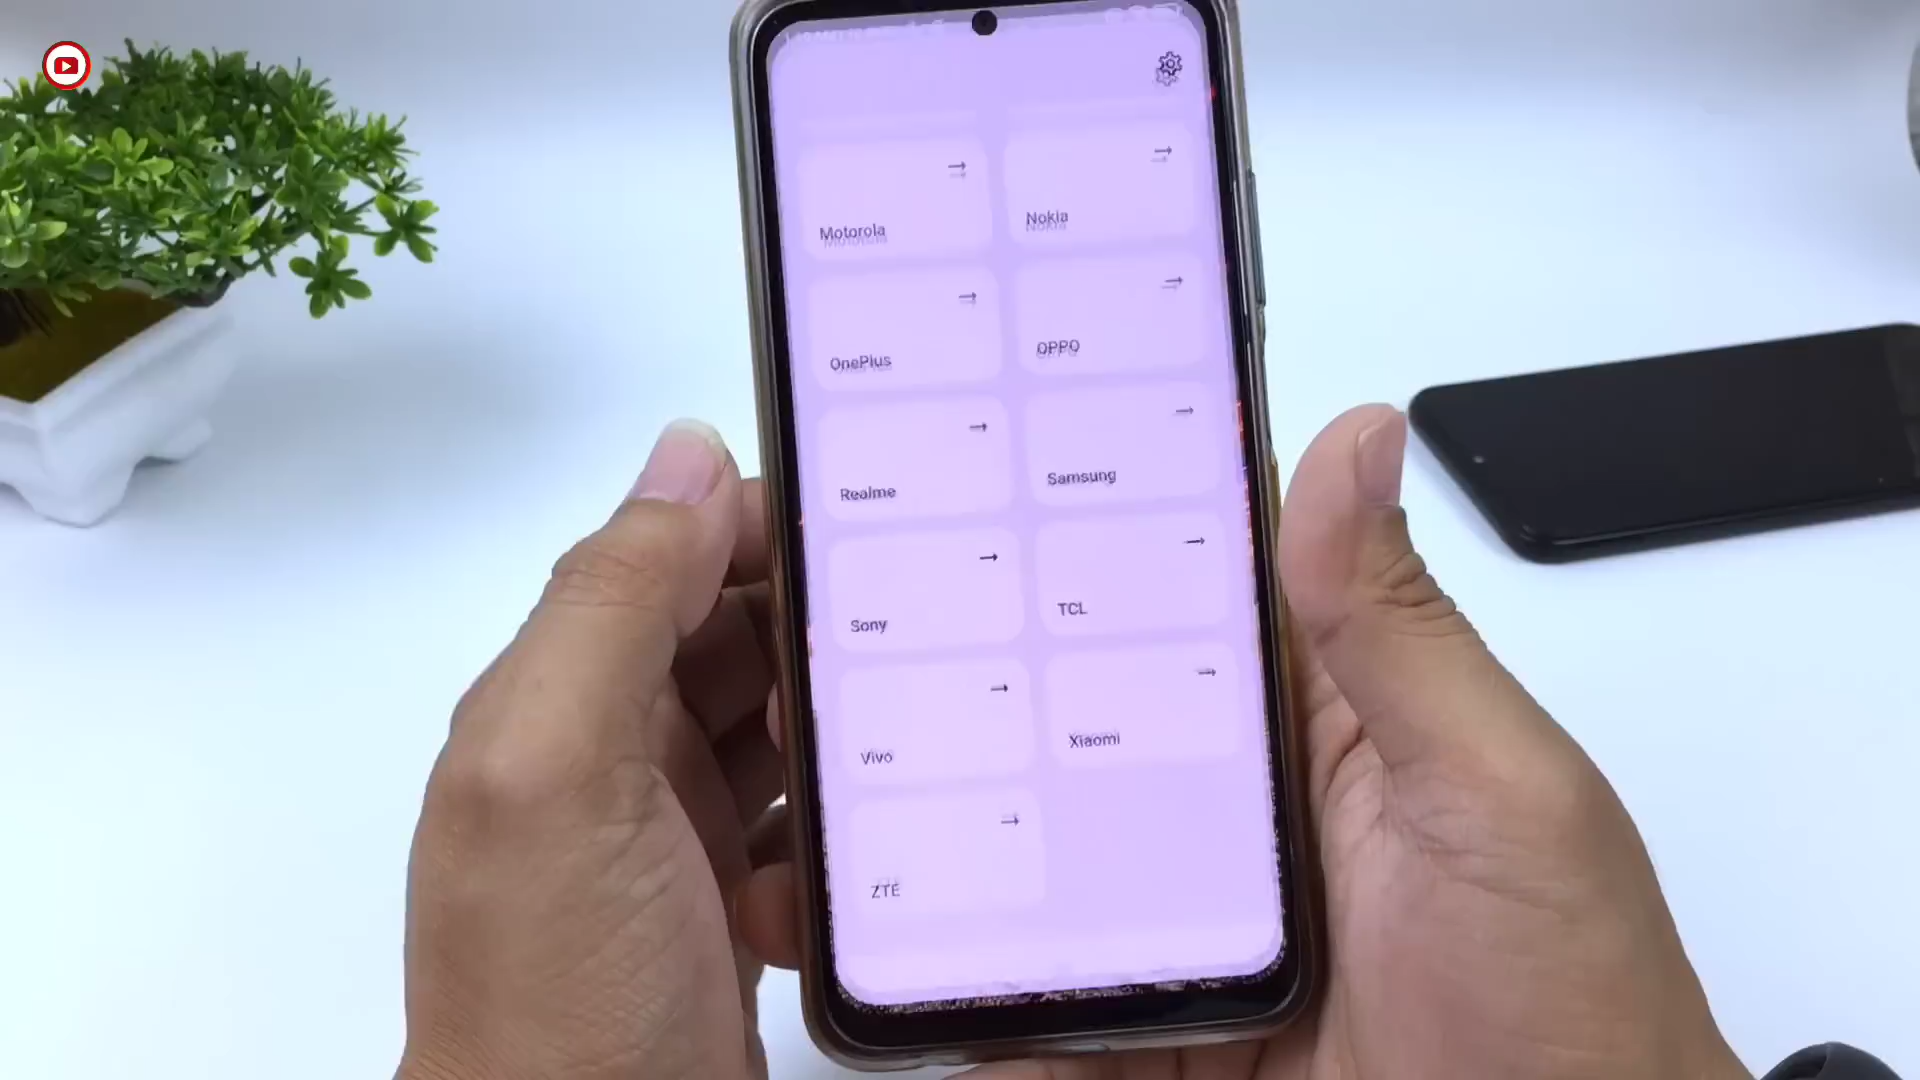 Motorola
Nokia
OnePlus
OPPO
Realme
Samsung
Sony
TCL
Vivo
Xiaomi
ZTE